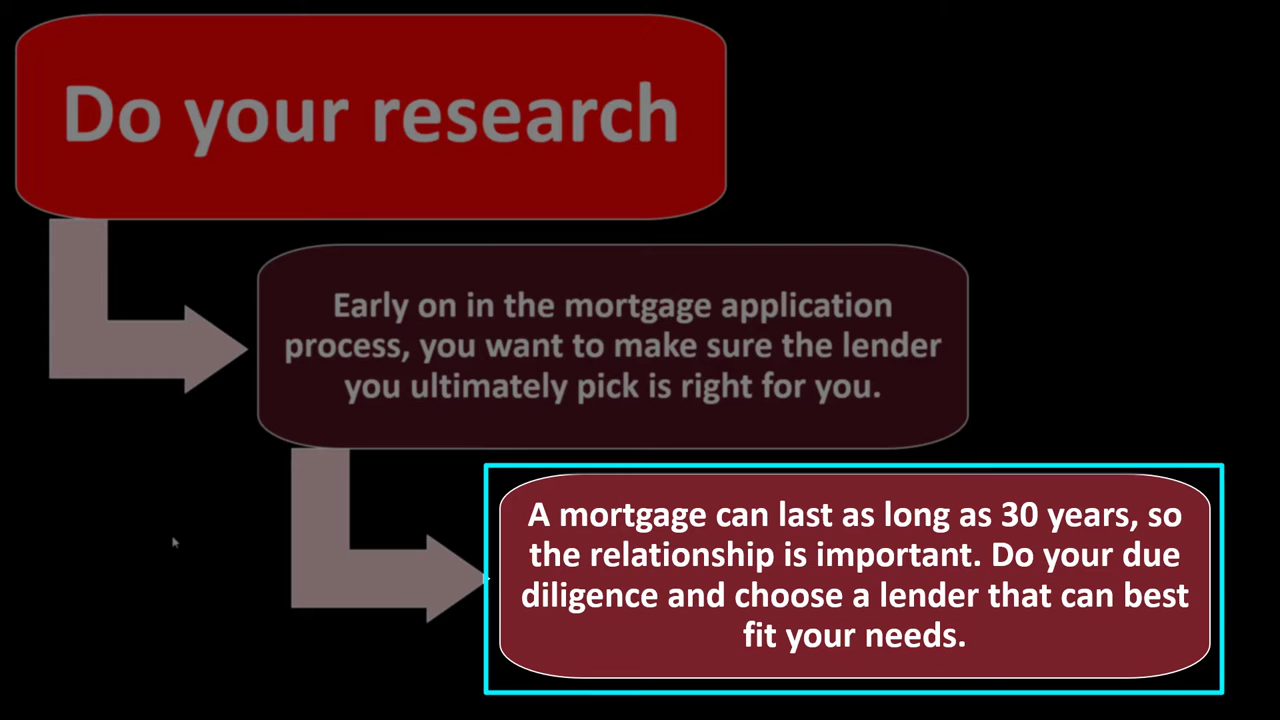 Do your research
Early on in the mortgage application
process, you want to make sure the lender
you ultimately pick is right for you.
A mortgage can last as long as 30 years, so
the relationship is important. Do your due
diligence and choose a lender that can best
fit your needs.